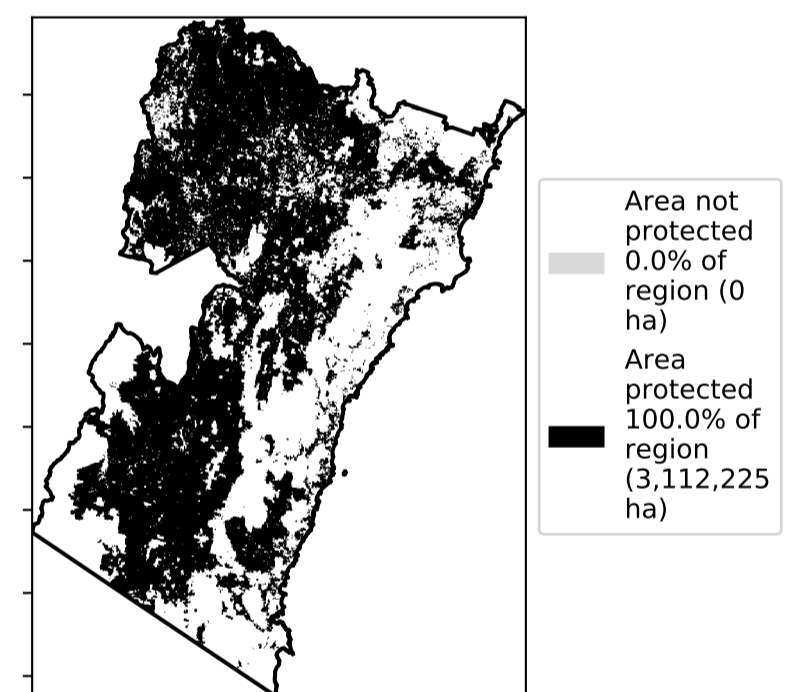 Area not
protected
0.0% of
region (0
ha)
Area
protected
100.0% of
region
(3,112,225
ha)